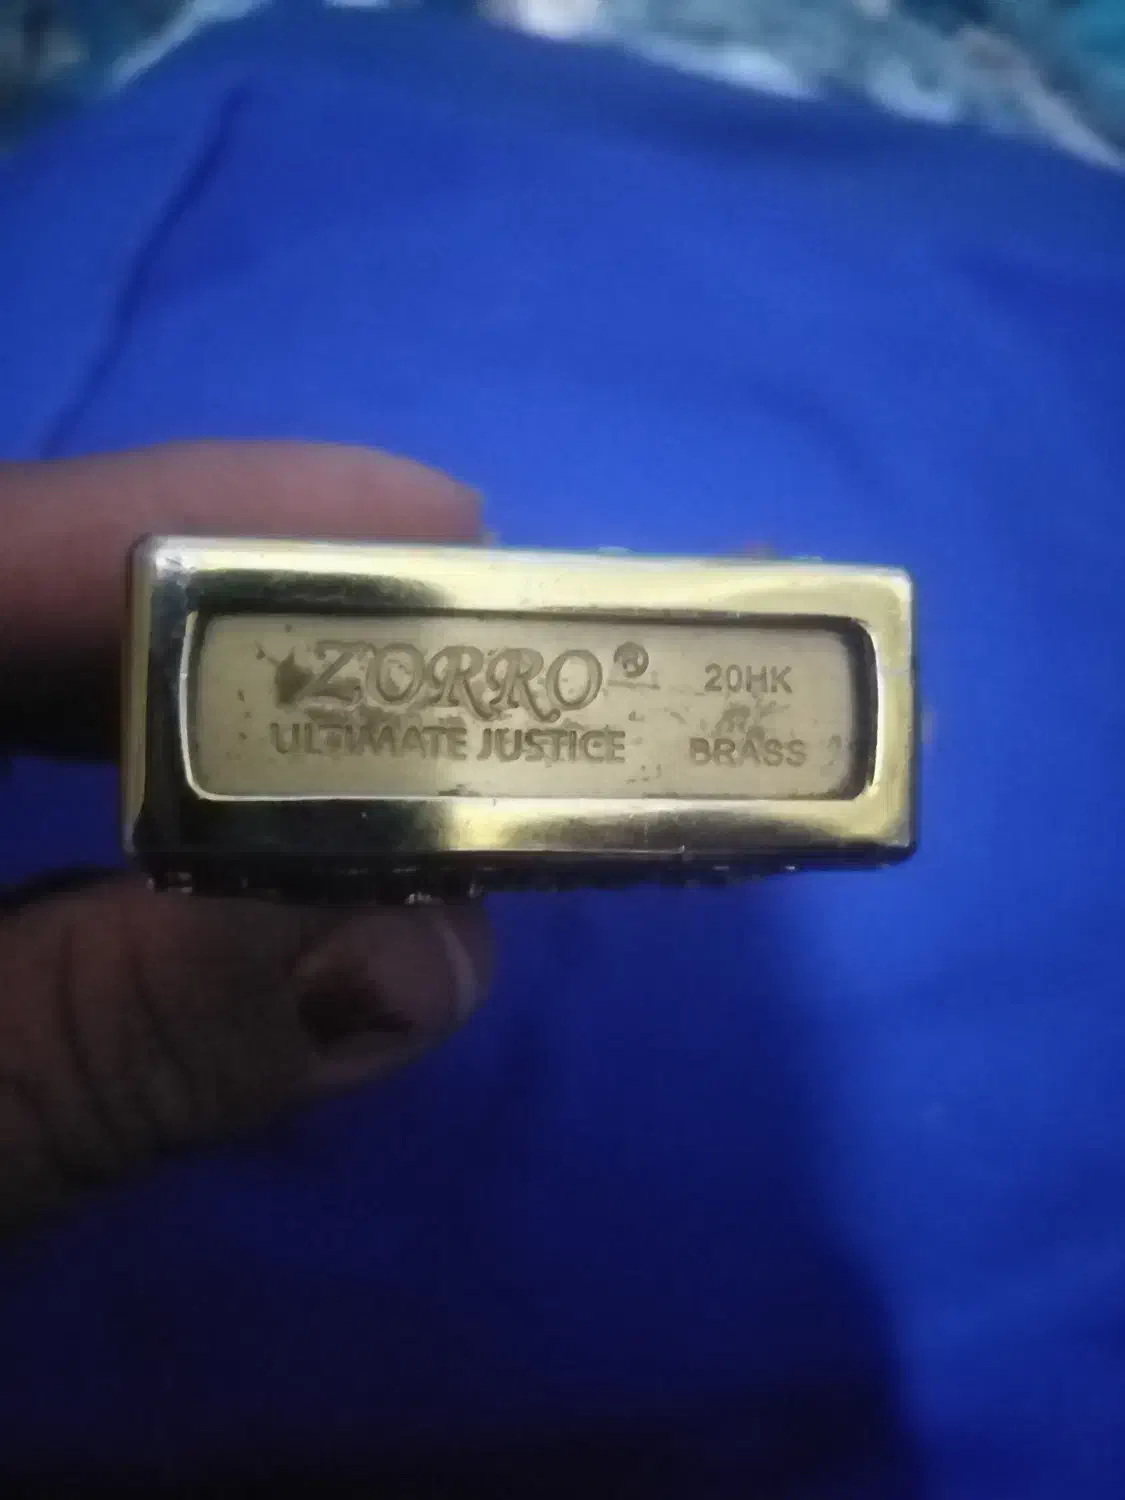 ZORRO®
ULTIMATE JUSTICE
20HK
BRASS